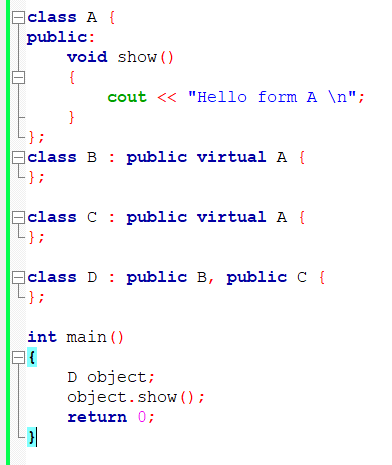 class A {
public:
    void show()
    {
        cout << "Hello form A \n";
    }
};
class B : public virtual A {
};

class C : public virtual A {
};

class D : public B, public C {
};

int main()
{
    D object;
    object.show();
    return 0;
}